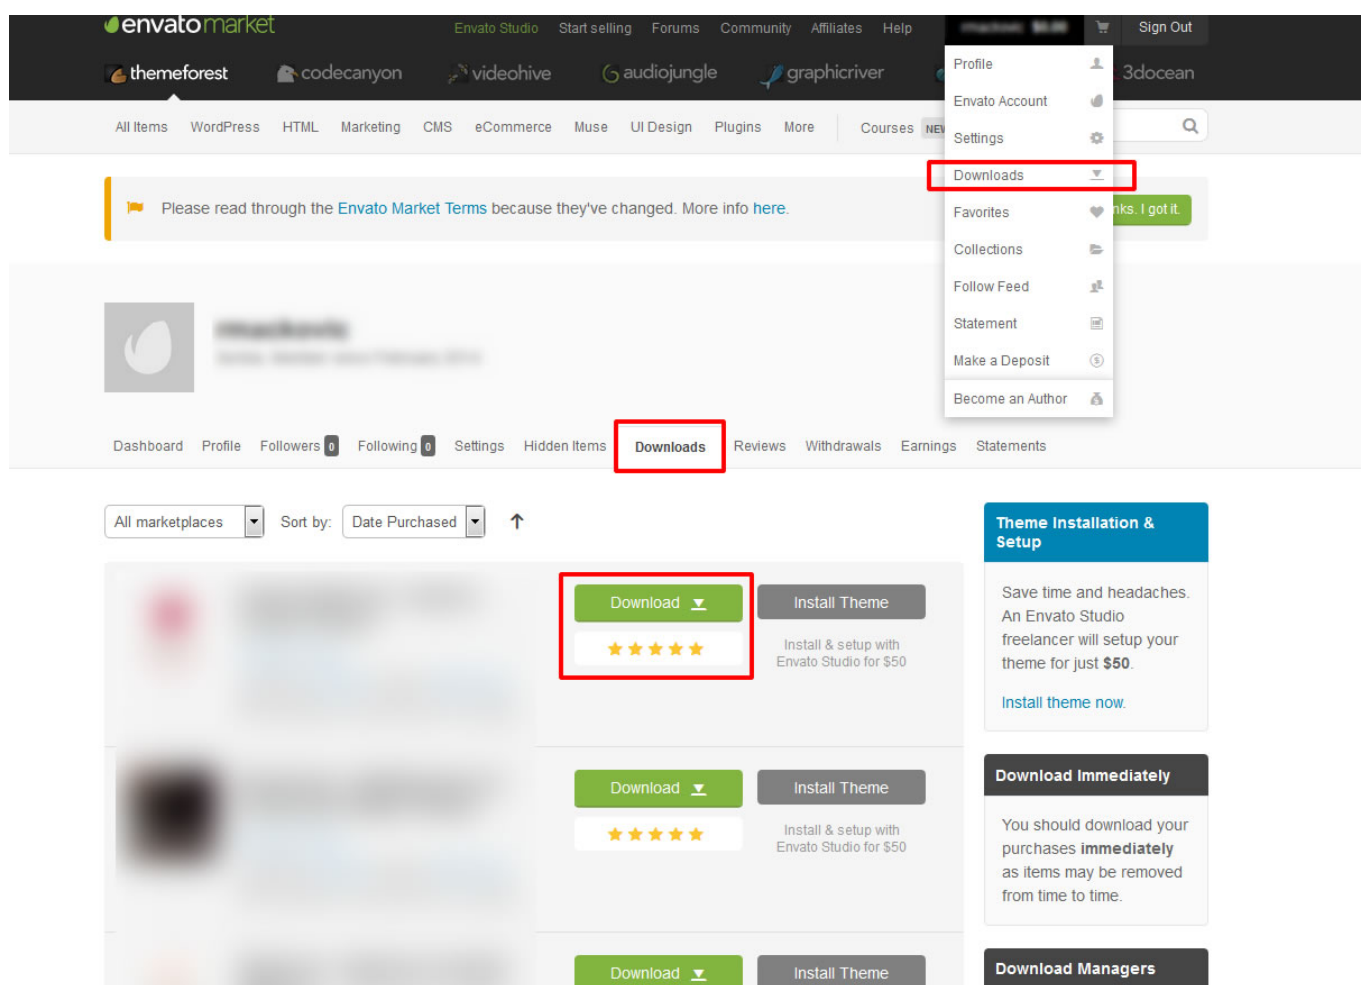 envatomarket
Envato Studio Start selling Forums Community Affiliates Help
$0.00
Sign Out
themeforest codecanyon videohive audiojungle graphicriver 3docean
All Items WordPress HTML Marketing CMS eCommerce Muse UI Design Plugins More Courses
Profile
Envato Account
Settings
Downloads
Favorites
Collections
Follow Feed
Statement
Make a Deposit
Become an Author
Please read through the Envato Market Terms because they've changed. More info here.
I got it.
Dashboard Profile Followers 0 Following 0 Settings Hidden Items Downloads Reviews Withdrawals Earnings Statements
All marketplaces Sort by: Date Purchased
Download Install Theme
Install & setup with
Envato Studio for $50
Download Install Theme
Install & setup with
Envato Studio for $50
Download Install Theme
Theme Installation &
Setup
Save time and headaches.
An Envato Studio
freelancer will setup your
theme for just $50.
Install theme now.
Download Immediately
You should download your
purchases immediately
as items may be removed
from time to time.
Download Managers